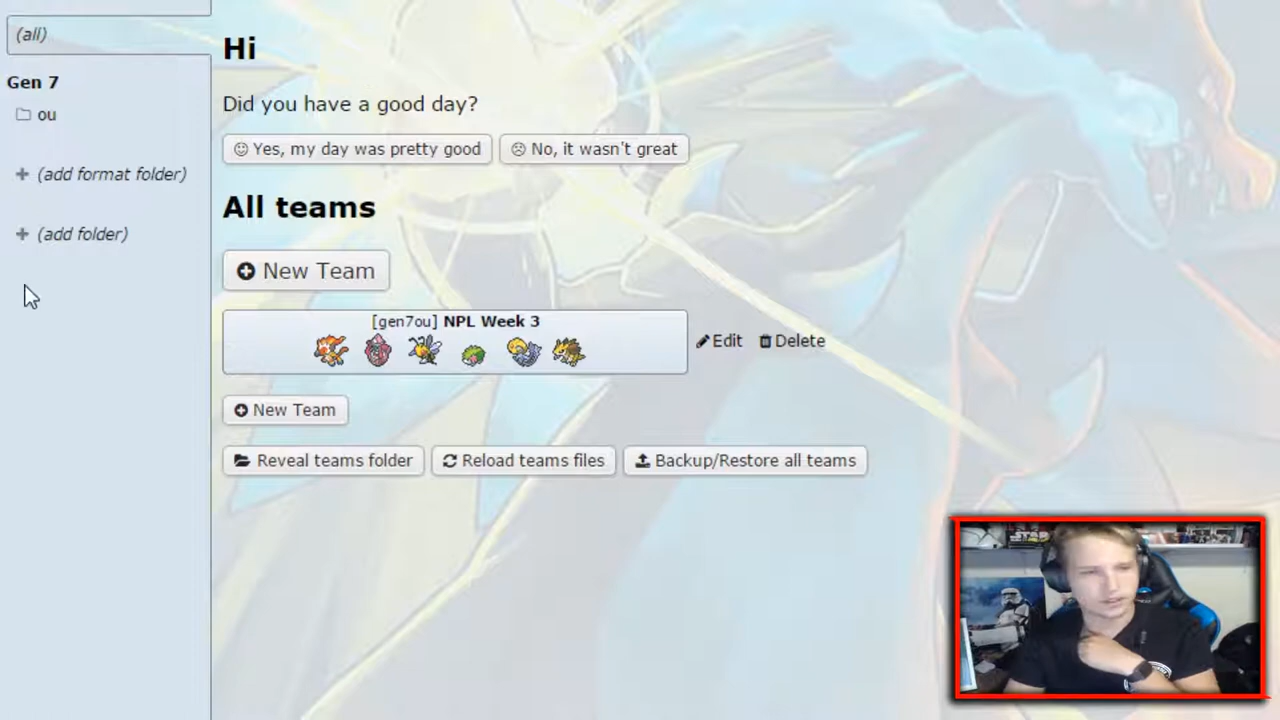 (all)
Gen 7
ou
(add format folder)
(add folder)
Hi
Did you have a good day?
Yes, my day was pretty good
No, it wasn't great
All teams
New Team
[gen7ou] NPL Week 3
Edit
Delete
New Team
Reveal teams folder
Reload teams files
Backup/Restore all teams
STAR